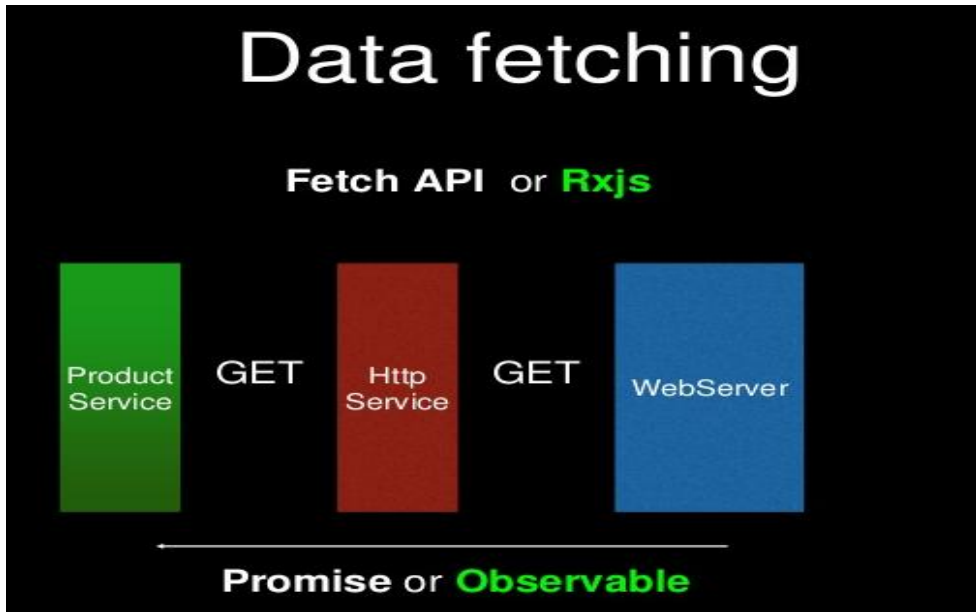 Data fetching
Fetch API or Rxjs
Product
Service
GET
Http
Service
GET
WebServer
Promise or Observable